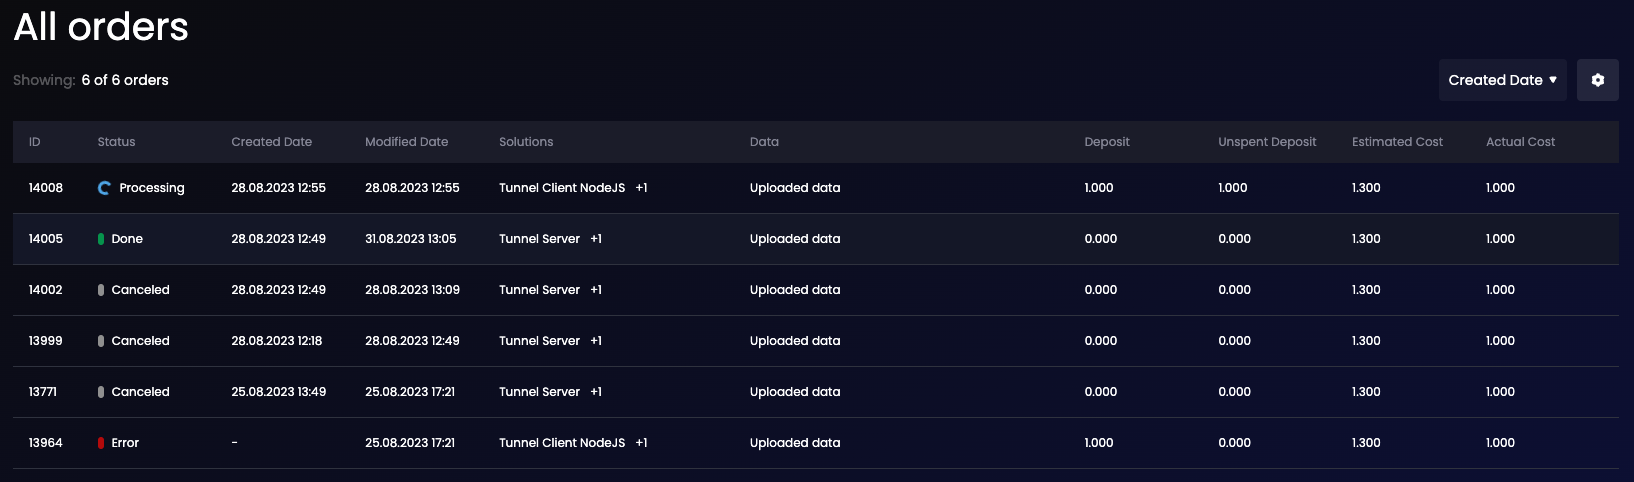 All orders
Showing: 6 of 6 orders
Created Date
ID Status Created Date Modified Date Solutions Data Deposit Unspent Deposit Estimated Cost Actual Cost
14008 Processing 28.08.2023 12:55 28.08.2023 12:55 Tunnel Client NodeJS +1 Uploaded data 1.000 1.000 1.300 1.000
14005 Done 28.08.2023 12:49 31.08.2023 13:05 Tunnel Server +1 Uploaded data 0.000 0.000 1.300 1.000
14002 Canceled 28.08.2023 12:49 28.08.2023 13:09 Tunnel Server +1 Uploaded data 0.000 0.000 1.300 1.000
13999 Canceled 28.08.2023 12:18 28.08.2023 12:49 Tunnel Server +1 Uploaded data 0.000 0.000 1.300 1.000
13771 Canceled 25.08.2023 13:49 25.08.2023 17:21 Tunnel Server +1 Uploaded data 0.000 0.000 1.300 1.000
13964 Error - 25.08.2023 17:21 Tunnel Client NodeJS +1 Uploaded data 1.000 0.000 1.300 1.000